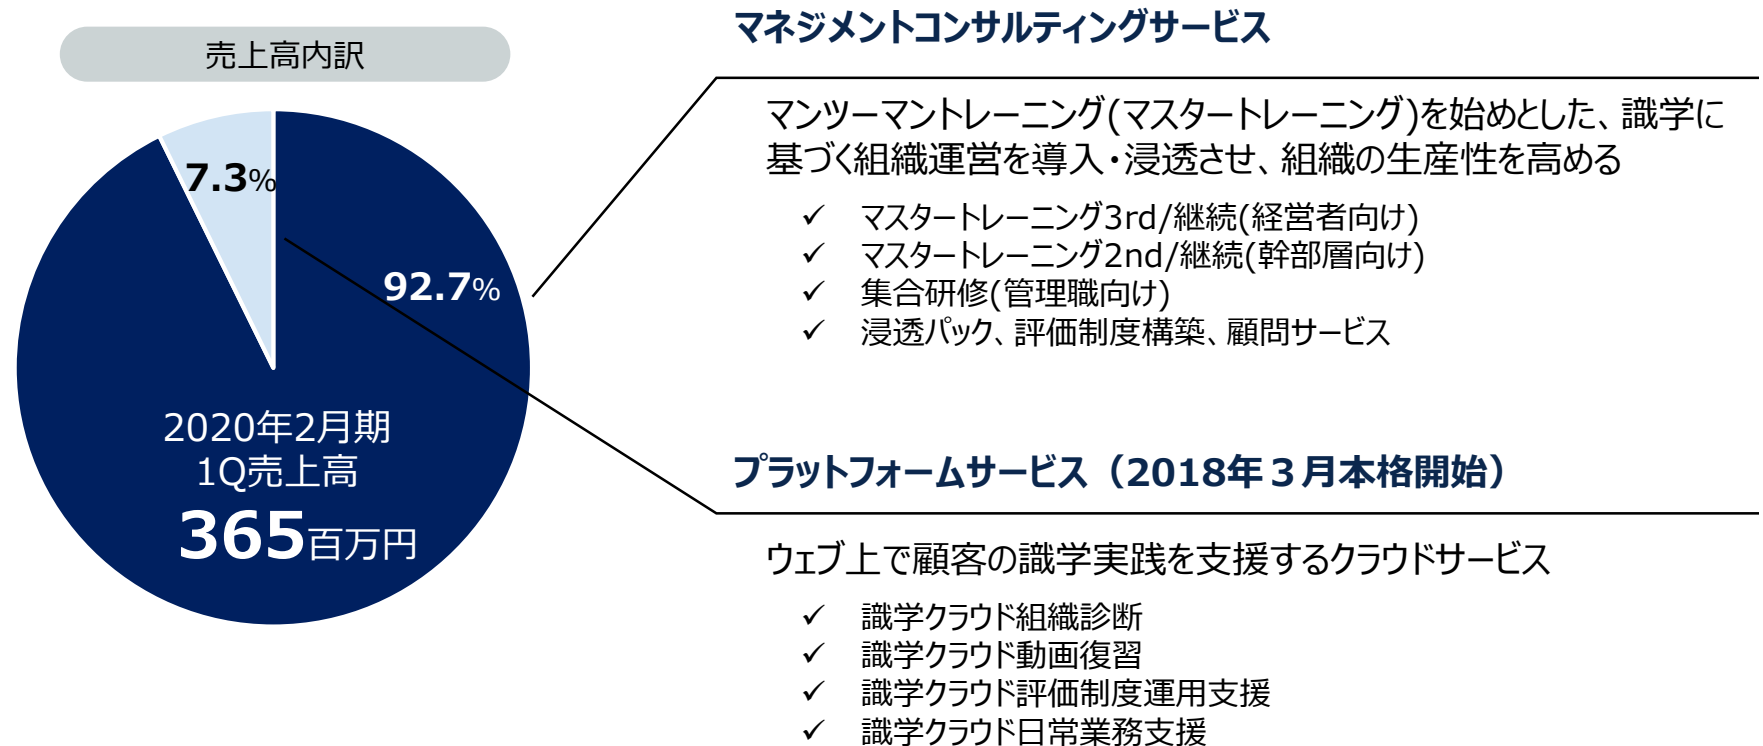 売上高内訳
7.3%
92.7%
2020年2月期
1Q売上高
365百万円
マネジメントコンサルティングサービス
マンツーマントレーニング(マスタートレーニング)を始めとした、識学に
基づく組織運営を導入・浸透させ、組織の生産性を高める
✓ マスタートレーニング3rd/継続(経営者向け)
✓ マスタートレーニング2nd/継続(幹部層向け)
✓ 集合研修(管理職向け)
✓ 浸透パック、評価制度構築、顧問サービス
プラットフォームサービス（2018年３月本格開始）
ウェブ上で顧客の識学実践を支援するクラウドサービス
✓ 識学クラウド組織診断
✓ 識学クラウド動画復習
✓ 識学クラウド評価制度運用支援
✓ 識学クラウド日常業務支援